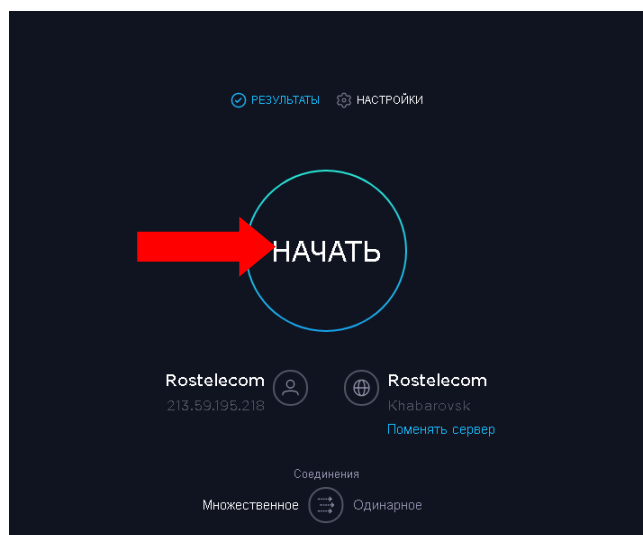 РЕЗУЛЬТАТЫ НАСТРОЙКИ
НАЧАТЬ
Rostelecom
213.59.195.218
Rostelecom
Khabarovsk
Поменять сервер
Соединения
Множественное Одинарное